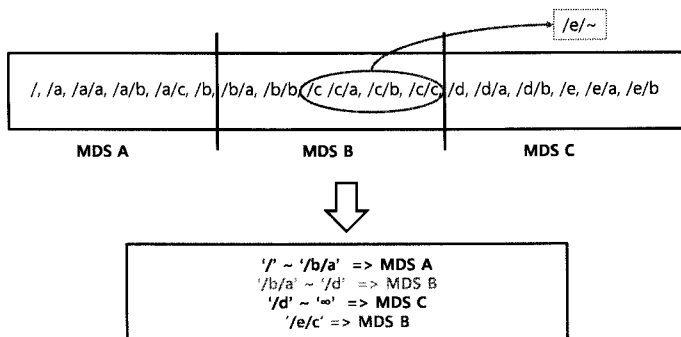 /e/~
/, /a, /a/a, /a/b, /a/c, /b, /b/a, /b/b, /c /c/a, /c/b, /c/c, /d, /d/a, /d/b, /e, /e/a, /e/b
MDS A MDS B MDS C
‘/’ ~ ‘/b/a’ => MDS A
‘/b/a’ ~ ‘/d’ => MDS B
‘/d’ ~ ‘∞’ => MDS C
‘/e/c’ => MDS B